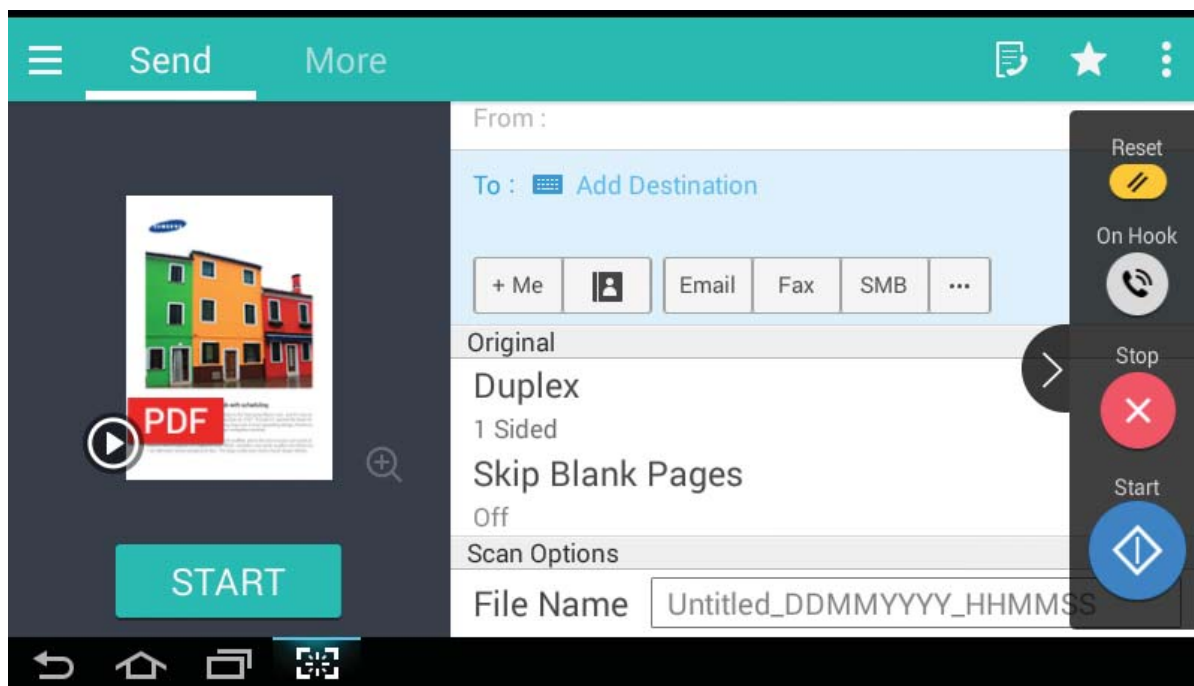 Send More
From :
To : Add Destination
+ Me Email Fax SMB ...
Original
Duplex
1 Sided
Skip Blank Pages
Off
Scan Options
File Name Untitled_DDMMYYYY_HHMMSS
SAMSUNG
PDF
START
Reset
On Hook
Stop
Start